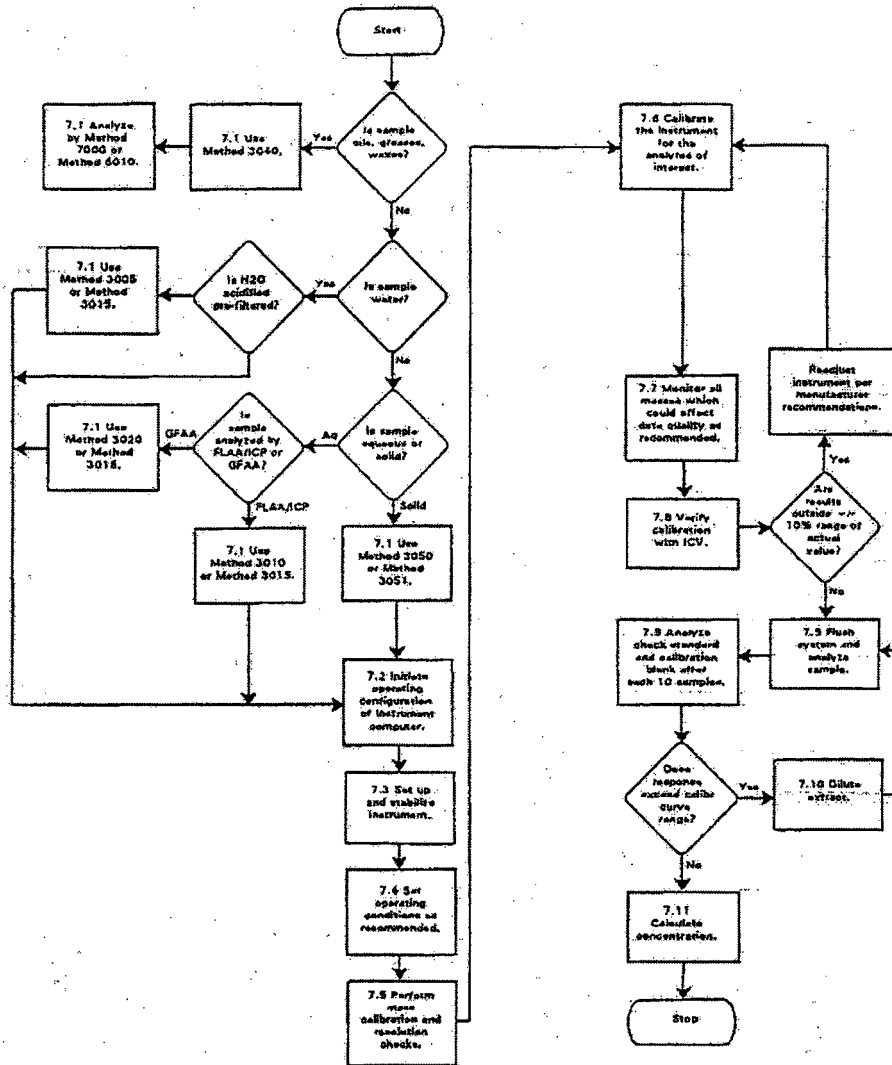 Start
Is sample
oils, greases,
waxes?
Yes
7.1 Use
Method 3040.
7.1 Analyze
by Method
7000 or
Method 6010.
No
Is sample
water?
Yes
Is H2O
acidified
pre-filtered?
7.1 Use
Method 3005
or Method
3015.
No
Is sample
aqueous or
solid?
Aq
Is
sample
analyzed by
FLAA/ICP or
GFAA?
GFAA
7.1 Use
Method 3020
or Method
3015.
FLAA/ICP
7.1 Use
Method 3010
or Method 3015.
Solid
7.1 Use
Method 3050
or Method
3051.
7.2 Initiate
operating
configuration
of Instrument
computer.
7.3 Set up
and stabilize
instrument.
7.4 Set
operating
conditions as
recommended.
7.5 Perform
mass
calibration and
resolution
checks.
7.6 Calibrate
the instrument
for the
analytes of
interest.
7.7 Monitor all
masses which
could affect
data quality as
recommended.
7.8 Verify
calibration
with ICV.
Are
results
outside +/-
10% range of
actual
value?
Yes
Readjust
instrument per
manufacturer
recommendations.
No
7.9 Flush
system and
analyze
sample.
7.9 Analyze
check standard
and calibration
blank after
each 10 samples.
Does
response
exceed calib.
curve
range?
Yes
7.10 Dilute
extract.
No
7.11
Calculate
concentration.
Stop